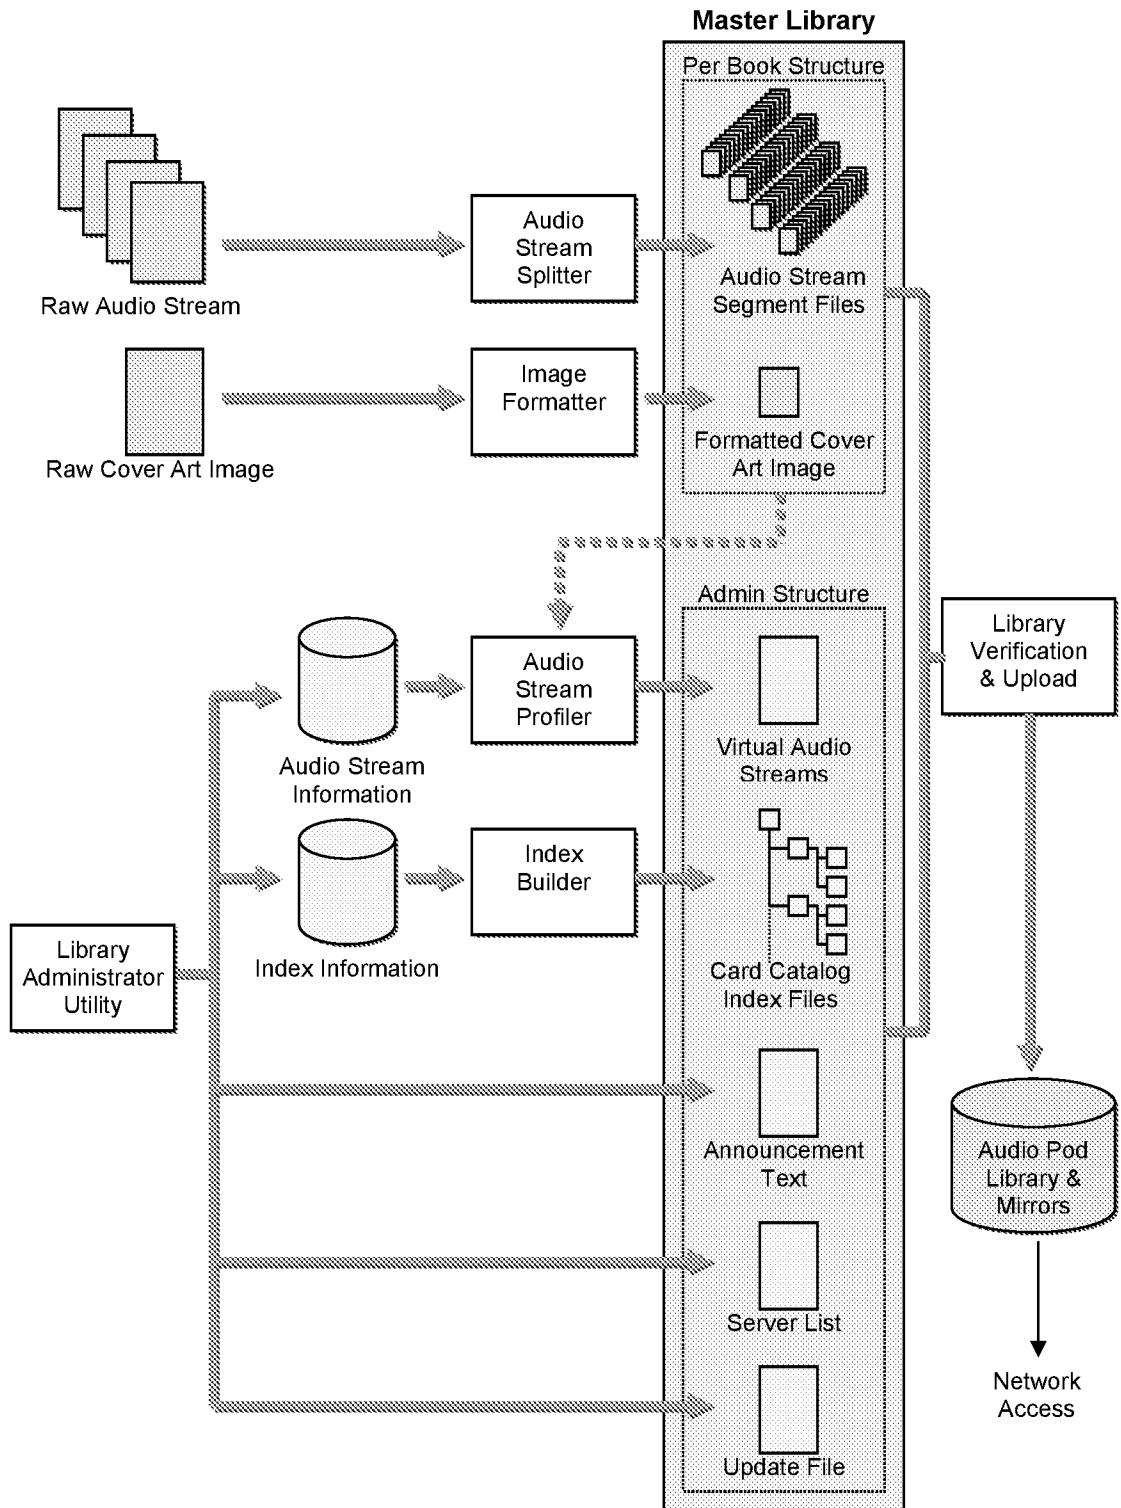 Master Library
Per Book Structure
Audio
Stream
Splitter
Audio Stream
Segment Files
Raw Audio Stream
Image
Formatter
Formatted Cover
Art Image
Raw Cover Art Image
Admin Structure
Library
Verification
& Upload
Audio
Stream
Profiler
Virtual Audio
Streams
Audio Stream
Information
Index
Builder
Library
Administrator
Utility
Index Information
Card Catalog
Index Files
Announcement
Text
Audio Pod
Library &
Mirrors
Server List
Network
Access
Update File